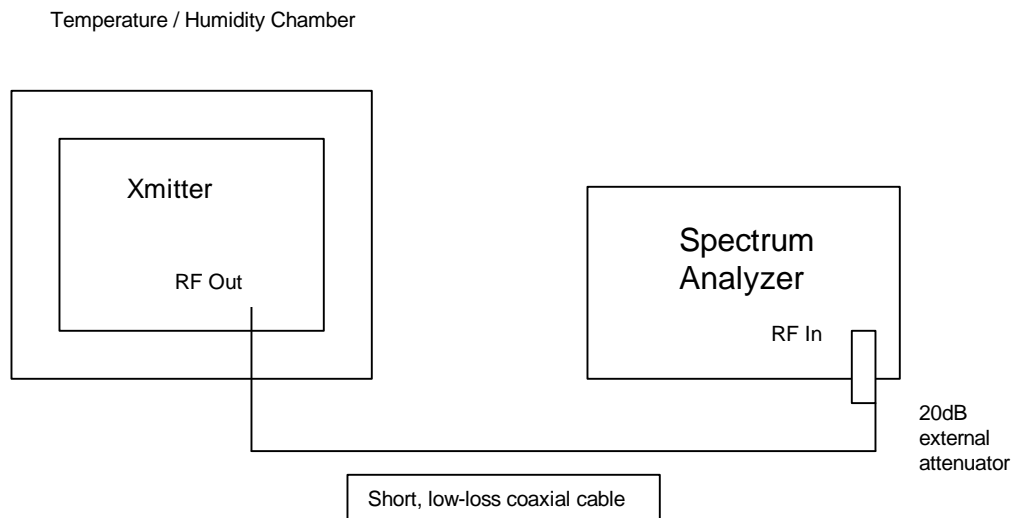 Temperature / Humidity Chamber
Xmitter
RF Out
Spectrum
Analyzer
RF In
20dB
external
attenuator
Short, low-loss coaxial cable